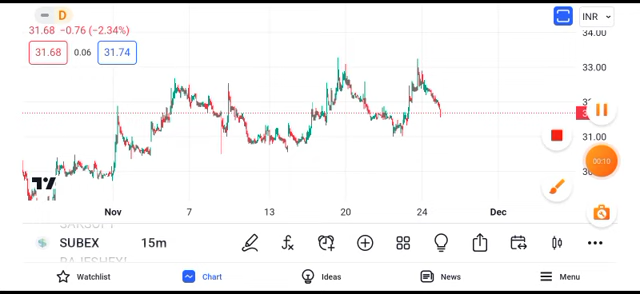 D
INR
31.68 −0.76 (−2.34%)
34.00
31.68
0.06
31.74
33.00
31.00
00:10
Nov
7
13
20
24
Dec
SUBEX
15m
Watchlist
Chart
Ideas
News
Menu